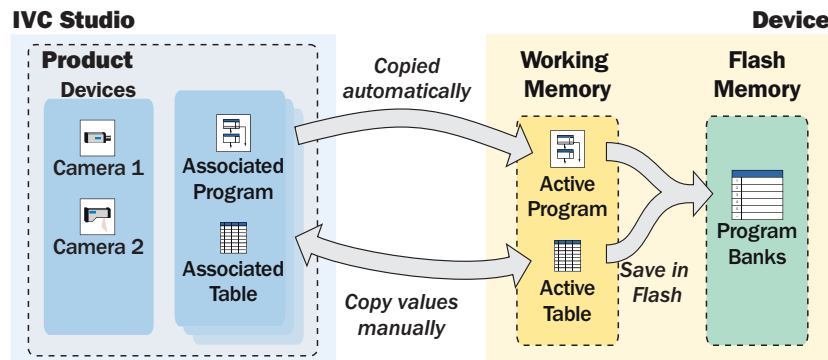 IVC Studio
Device
Product
Devices
Camera 1
Camera 2
Associated
Program
Associated
Table
Copied
automatically
Copy values
manually
Working
Memory
Active
Program
Active
Table
Save in
Flash
Flash
Memory
Program
Banks